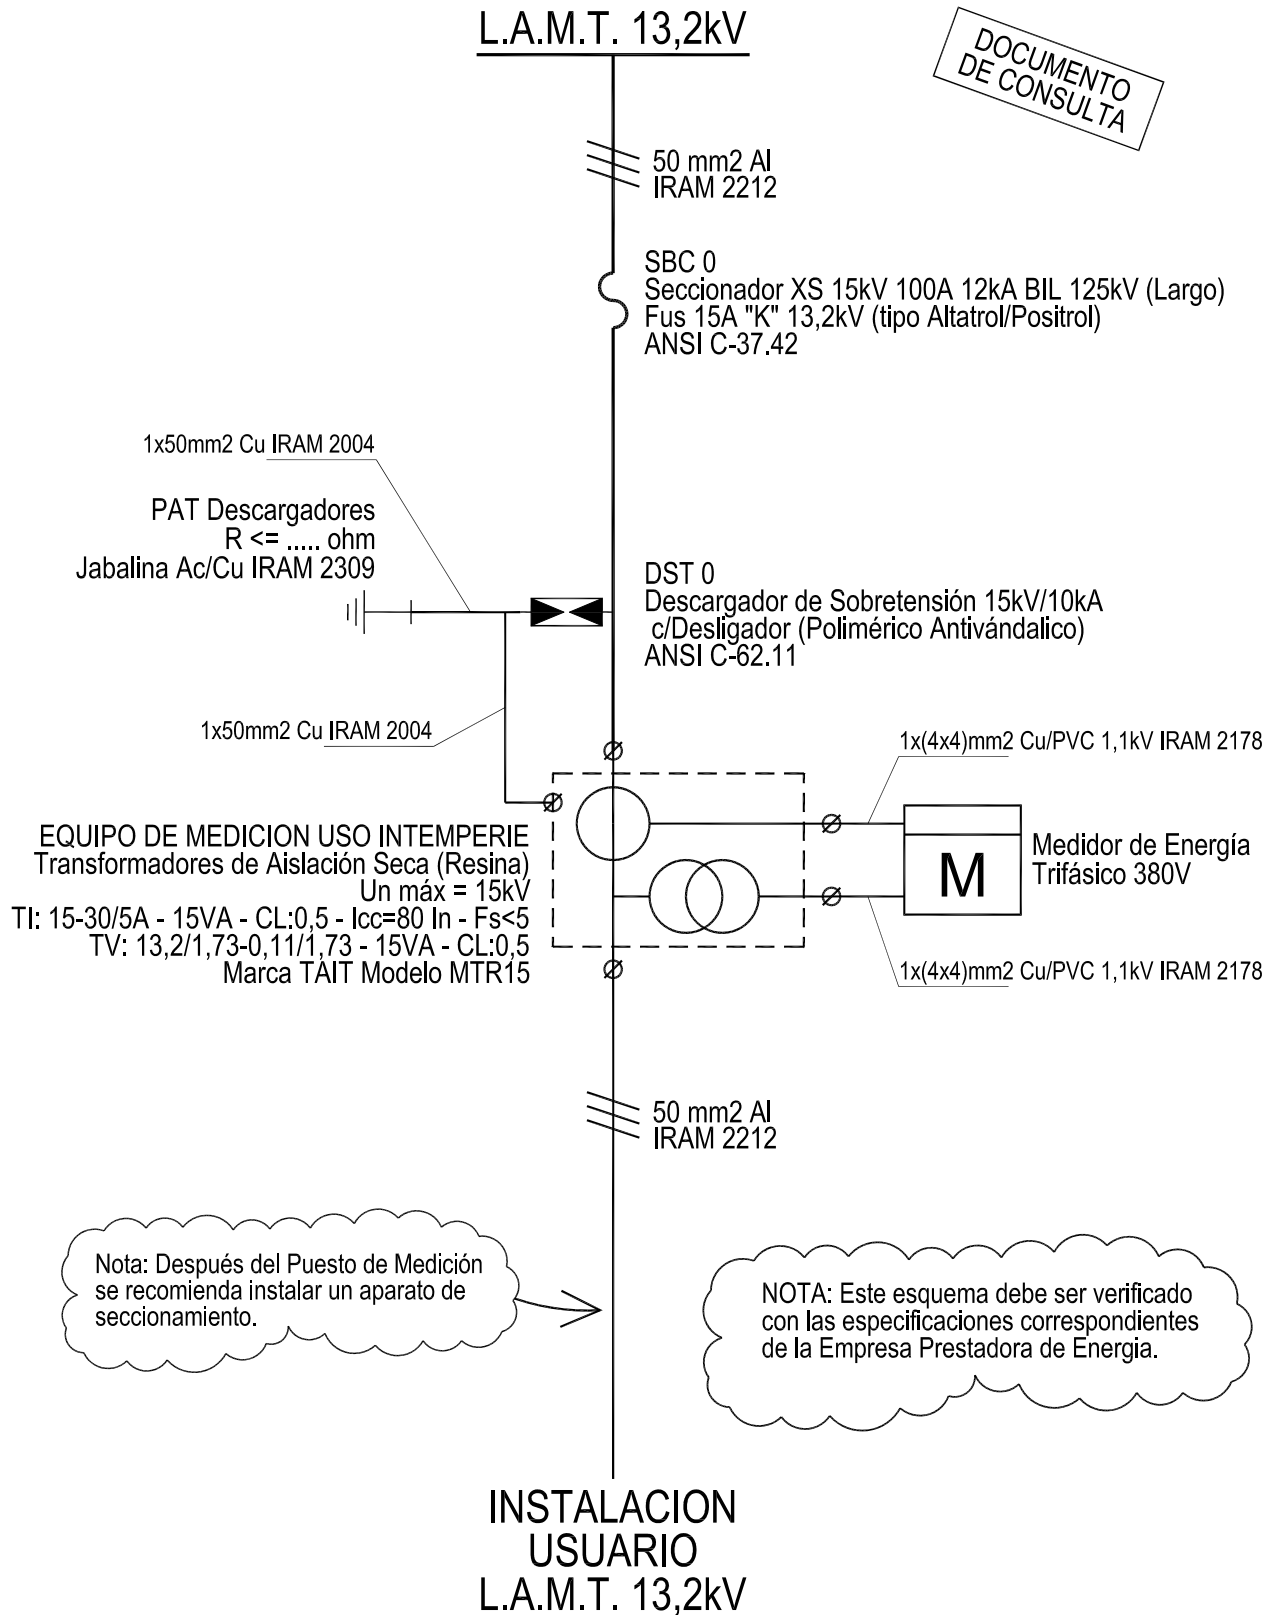 L.A.M.T. 13,2kV
DOCUMENTO
DE CONSULTA
50 mm2 Al
IRAM 2212
SBC 0
Seccionador XS 15kV 100A 12kA BIL 125kV (Largo)
Fus 15A "K" 13,2kV (tipo Altatrol/Positrol)
ANSI C-37.42
1x50mm2 Cu IRAM 2004
PAT Descargadores
R <= ..... ohm
Jabalina Ac/Cu IRAM 2309
DST 0
Descargador de Sobretensión 15kV/10kA
c/Desligador (Polimérico Antivándalico)
ANSI C-62.11
1x50mm2 Cu IRAM 2004
1x(4x4)mm2 Cu/PVC 1,1kV IRAM 2178
EQUIPO DE MEDICION USO INTEMPERIE
Transformadores de Aislación Seca (Resina)
Un máx = 15kV
TI: 15-30/5A - 15VA - CL:0,5 - Icc=80 In - Fs<5
TV: 13,2/1,73-0,11/1,73 - 15VA - CL:0,5
Marca TAIT Modelo MTR15
M
Medidor de Energía
Trifásico 380V
1x(4x4)mm2 Cu/PVC 1,1kV IRAM 2178
50 mm2 Al
IRAM 2212
Nota: Después del Puesto de Medición
se recomienda instalar un aparato de
seccionamiento.
NOTA: Este esquema debe ser verificado
con las especificaciones correspondientes
de la Empresa Prestadora de Energia.
INSTALACION
USUARIO
L.A.M.T. 13,2kV